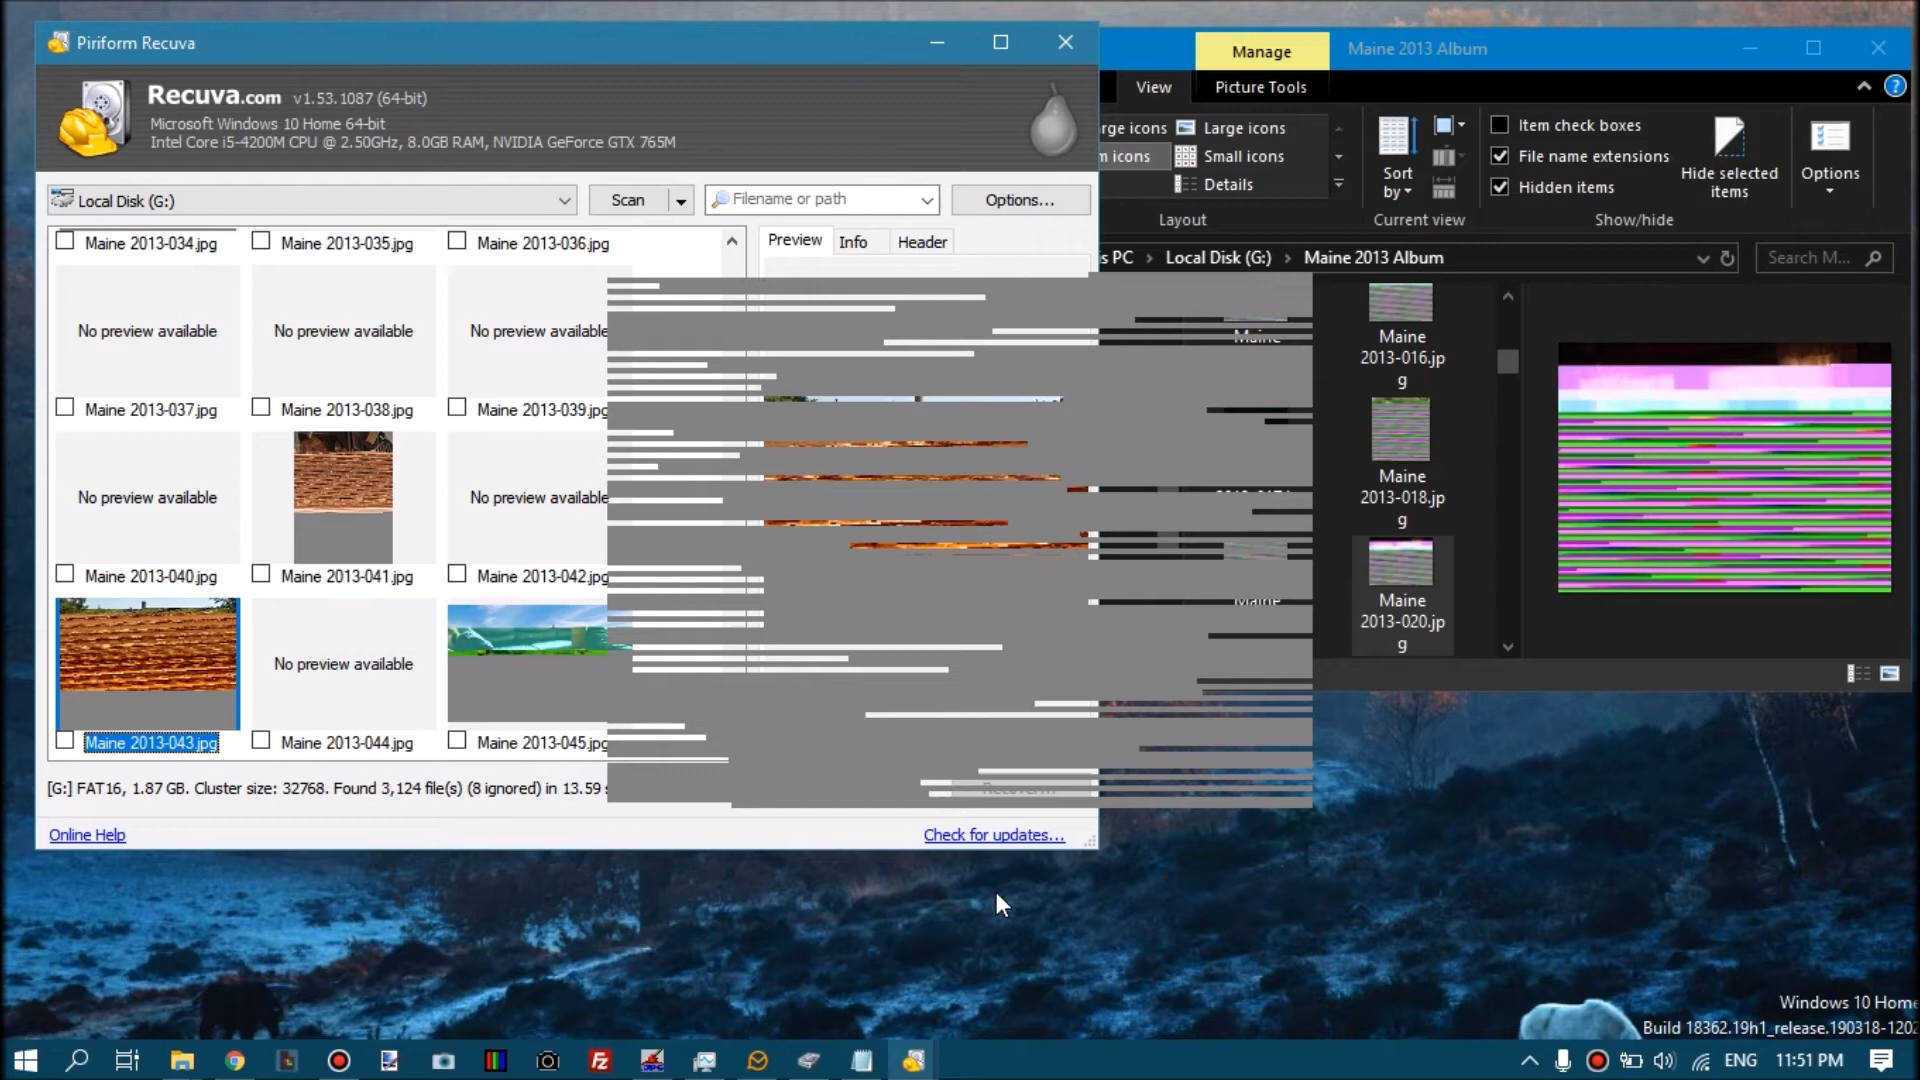 Piriform Recuva
Recuva.com v1.53.1087 (64-bit)
Microsoft Windows 10 Home 64-bit
Intel Core i5-4200M CPU @ 2.50GHz, 8.0GB RAM, NVIDIA GeForce GTX 765M
Local Disk (G:)
Scan
Filename or path
Options...
Maine 2013-034.jpg
Maine 2013-035.jpg
Maine 2013-036.jpg
Preview
Info
Header
No preview available
No preview available
No preview available
Maine 2013-037.jpg
Maine 2013-038.jpg
Maine 2013-039.jpg
No preview available
No preview available
Maine 2013-040.jpg
Maine 2013-041.jpg
Maine 2013-042.jpg
No preview available
Maine 2013-043.jpg
Maine 2013-044.jpg
Maine 2013-045.jpg
[G:] FAT16, 1.87 GB. Cluster size: 32768. Found 3,124 file(s) (8 ignored) in 13.59
Online Help
Check for updates...
Manage
Maine 2013 Album
View
Picture Tools
icons
Large icons
icons
Small icons
Details
Layout
Sort by
Current view
Item check boxes
File name extensions
Hidden items
Hide selected items
Options
Show/hide
PC
Local Disk (G:)
Maine 2013 Album
Search M...
Maine
2013-016.jp
g
Maine
2013-018.jp
g
Maine
2013-020.jp
g
Windows 10 Home
Build 18362.19h1_release.190318-1202
ENG
11:51 PM